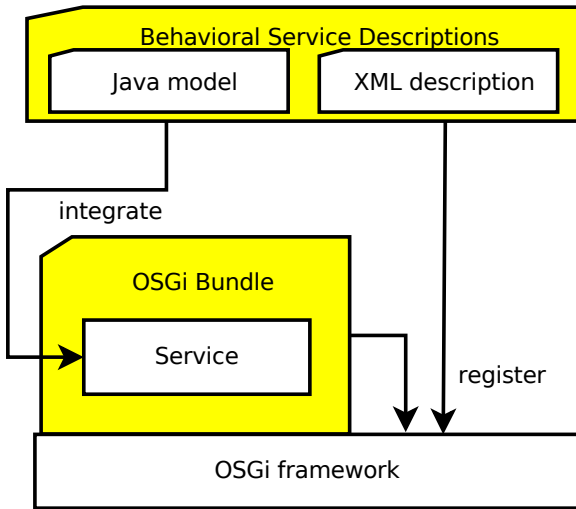 Behavioral Service Descriptions
Java model
XML description
integrate
OSGi Bundle
Service
register
OSGi framework